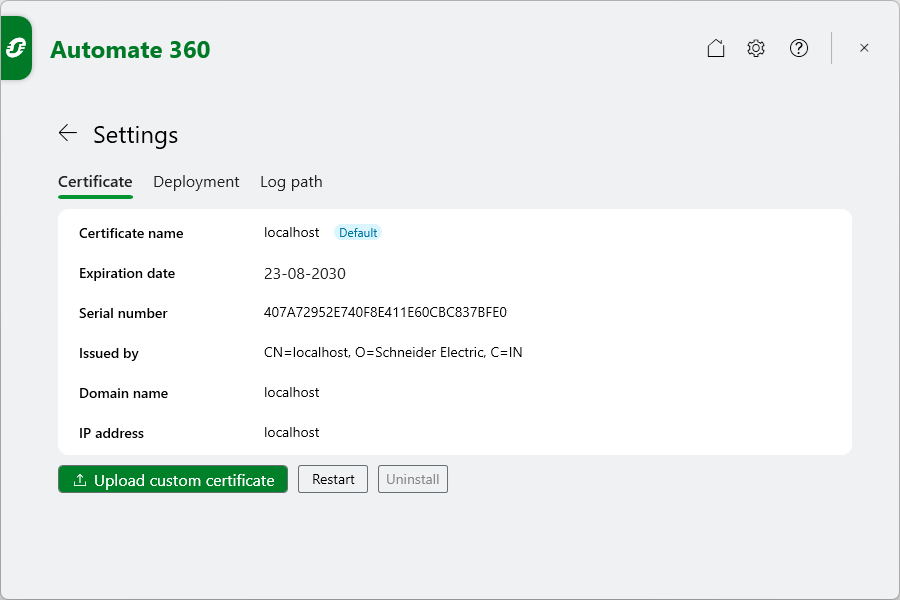 Automate 360
Settings
Certificate Deployment Log path
Certificate name localhost Default
Expiration date 23-08-2030
Serial number 407A72952E740F8E411E60CBC837BFE0
Issued by CN=localhost, O=Schneider Electric, C=IN
Domain name localhost
IP address localhost
Upload custom certificate Restart Uninstall